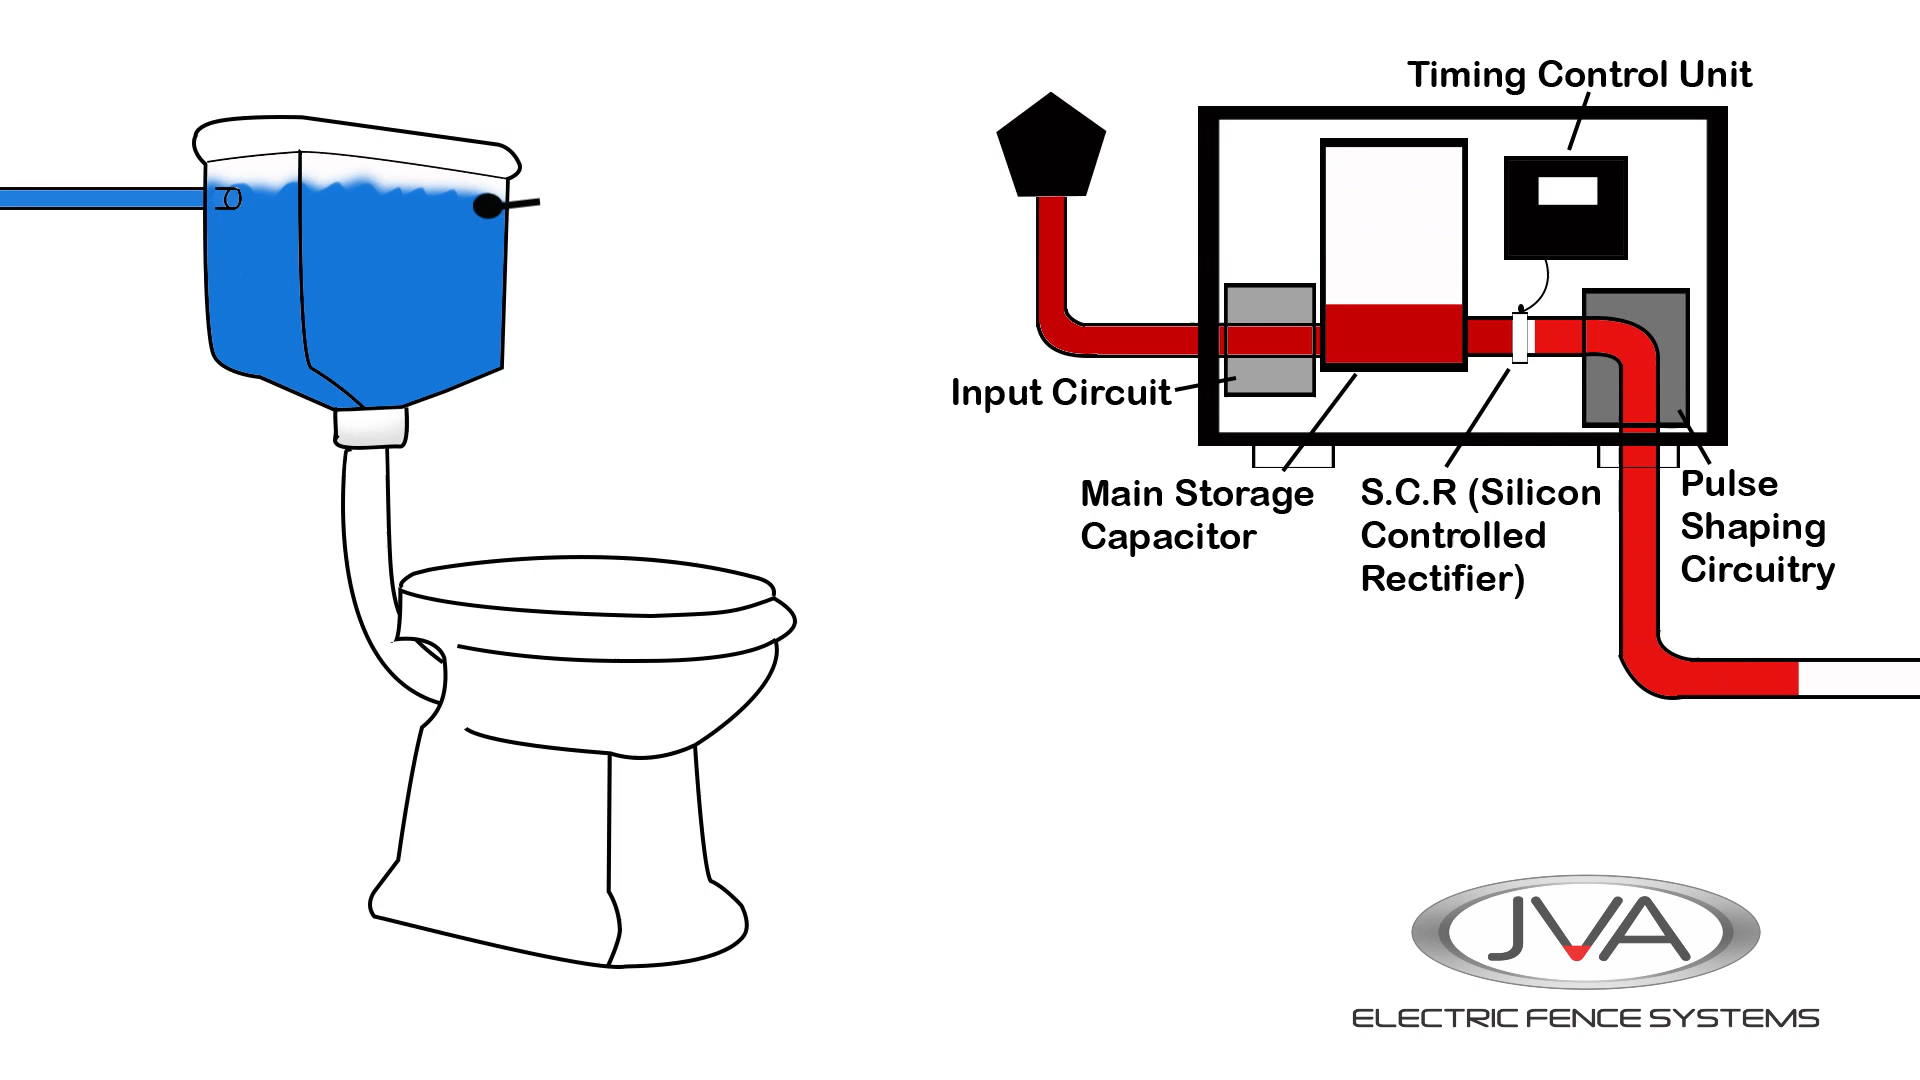 Timing Control Unit
Input Circuit
Main Storage
Capacitor
S.C.R (Silicon
Controlled
Rectifier)
Pulse
Shaping
Circuitry
JVA
ELECTRIC FENCE SYSTEMS